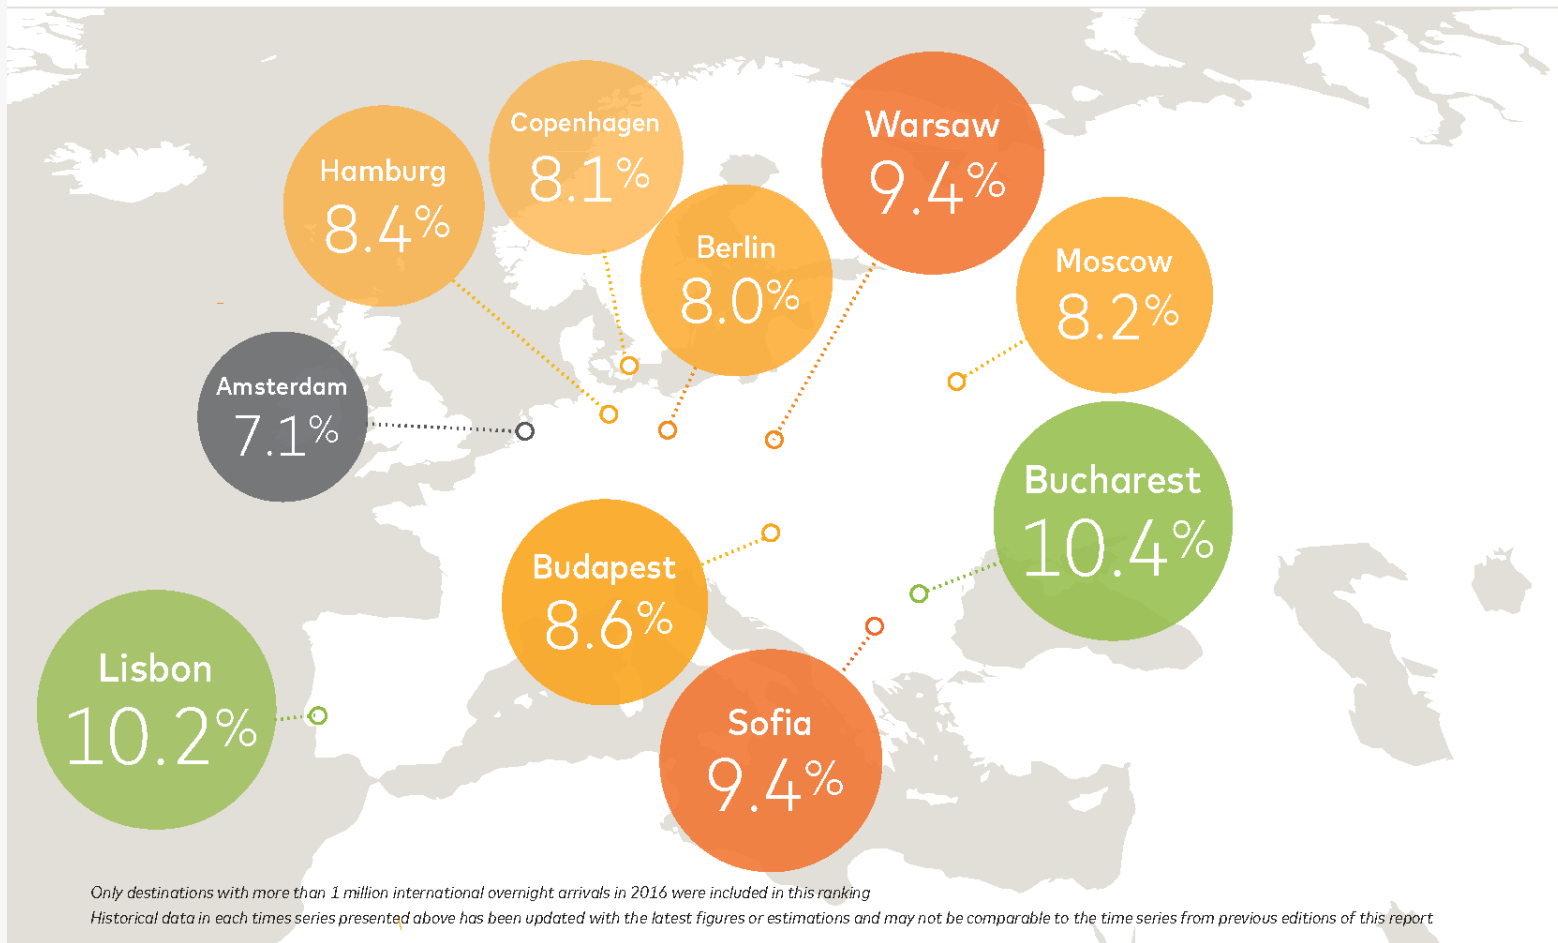 Copenhagen
8.1%
Warsaw
9.4%
Hamburg
8.4%
Berlin
8.0%
Moscow
8.2%
Amsterdam
7.1%
Bucharest
10.4%
Budapest
8.6%
Lisbon
10.2%
Sofia
9.4%
Only destinations with more than 1 million international overnight arrivals in 2016 were included in this ranking
Historical data in each times series presented above has been updated with the latest figures or estimations and may not be comparable to the time series from previous editions of this report